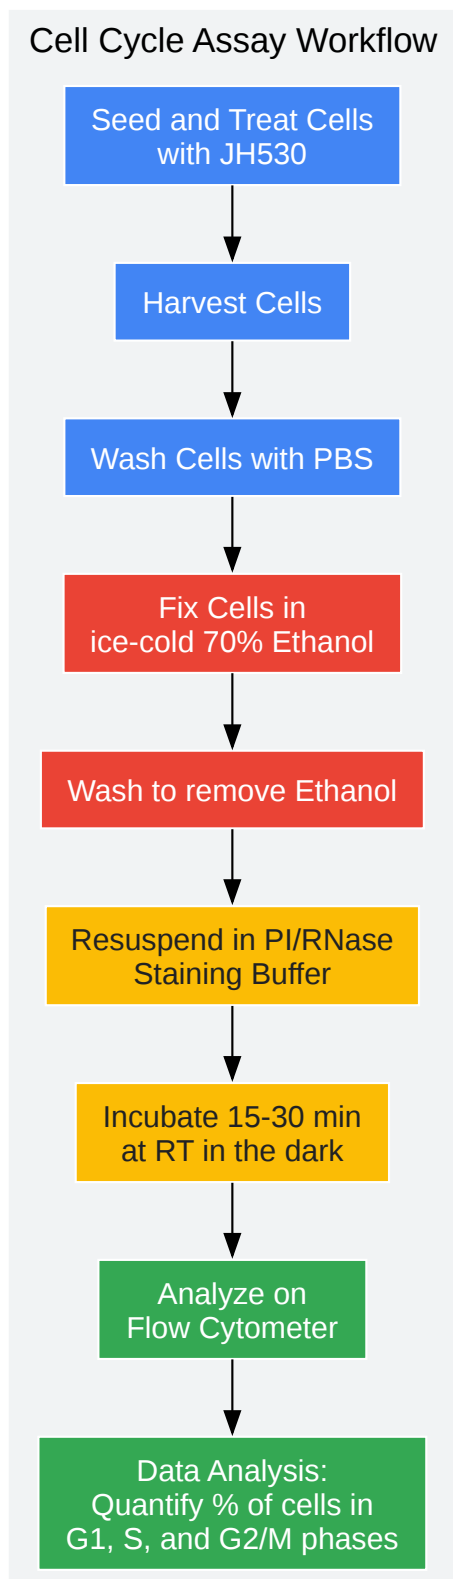 Cell Cycle Assay Workflow
Seed and Treat Cells
with JH530
Harvest Cells
Wash Cells with PBS
Fix Cells in
ice-cold 70% Ethanol
Wash to remove Ethanol
Resuspend in PI/RNase
Staining Buffer
Incubate 15-30 min
at RT in the dark
Analyze on
Flow Cytometer
Data Analysis:
Quantify % of cells in
G1, S, and G2/M phases